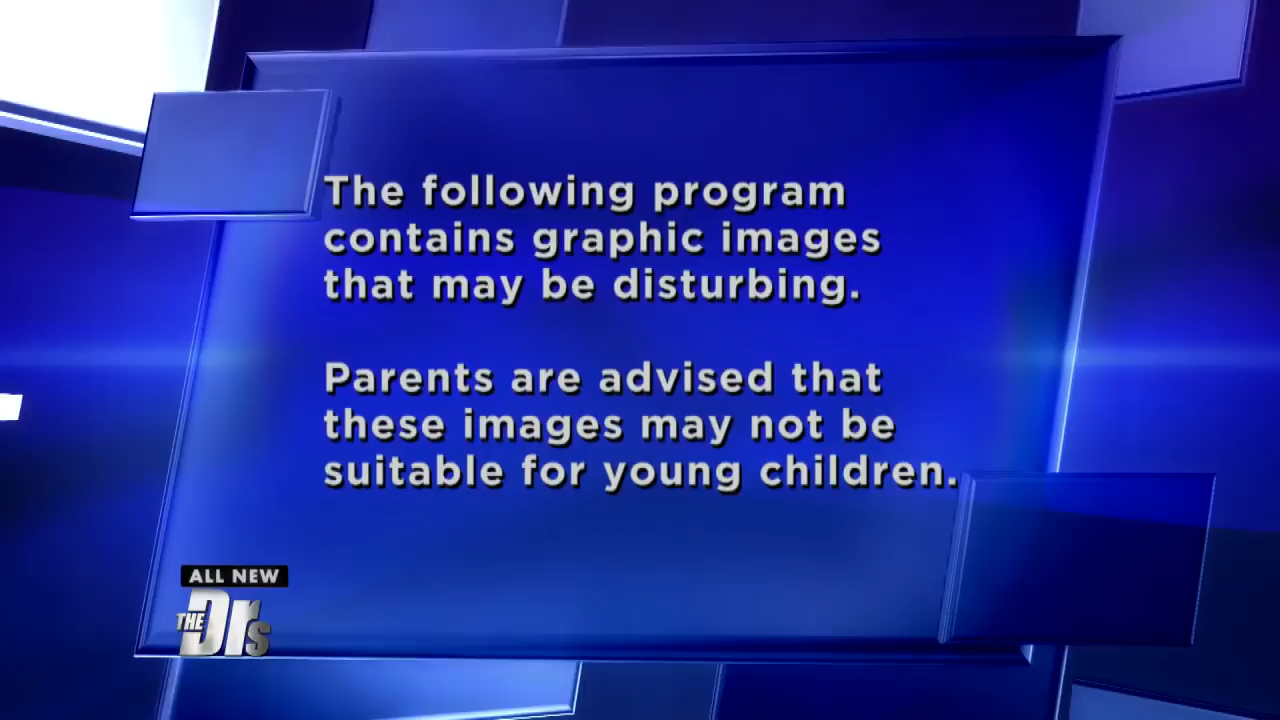 The following program
contains graphic images
that may be disturbing.
Parents are advised that
these images may not be
suitable for young children.
ALL NEW
THE Drs